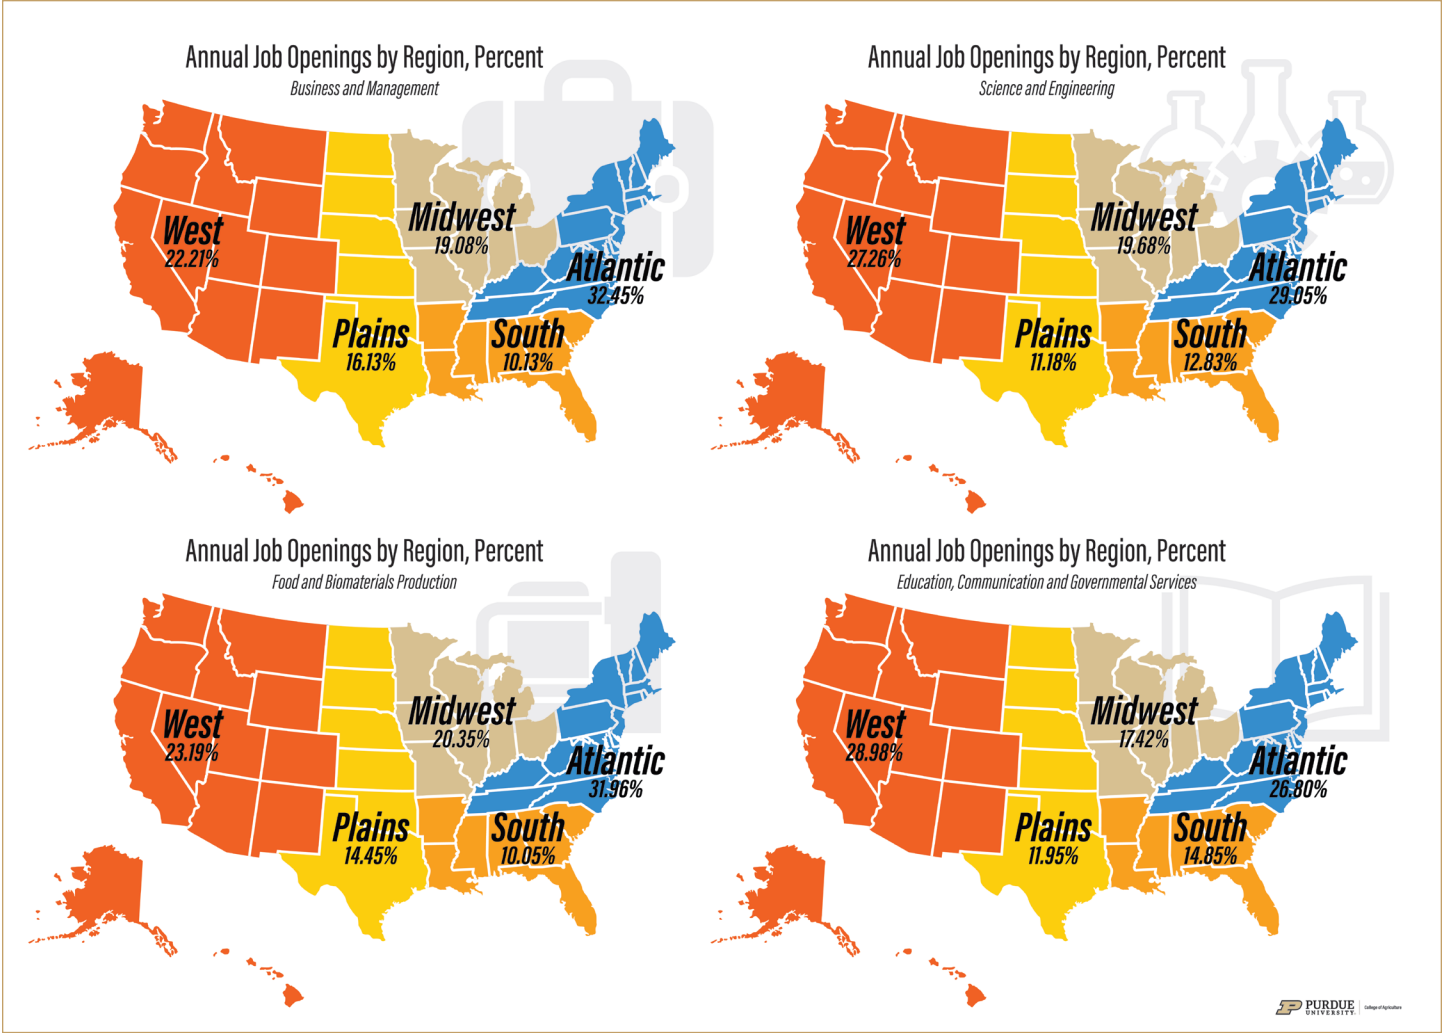 Annual Job Openings by Region, Percent
Business and Management
West
22.21%
Midwest
19.08%
Atlantic
32.45%
Plains
16.13%
South
10.13%
Annual Job Openings by Region, Percent
Science and Engineering
West
27.26%
Midwest
19.68%
Atlantic
29.05%
Plains
11.18%
South
12.83%
Annual Job Openings by Region, Percent
Food and Biomaterials Production
West
23.19%
Midwest
20.35%
Atlantic
31.96%
Plains
14.45%
South
10.05%
Annual Job Openings by Region, Percent
Education, Communication and Governmental Services
West
28.98%
Midwest
17.42%
Atlantic
26.80%
Plains
11.95%
South
14.85%
PURDUE
UNIVERSITY.
College of Agriculture